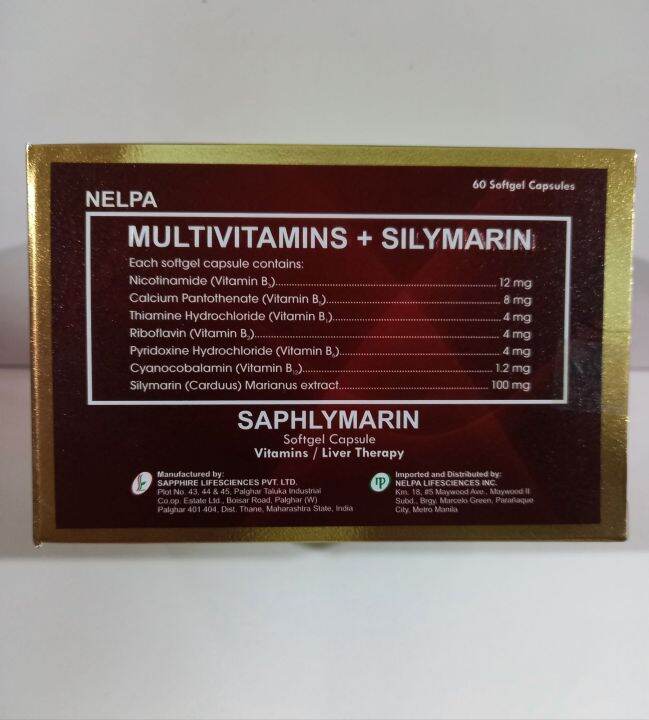 60 Softgel Capsules
NELPA
MULTIVITAMINS + SILYMARIN
Each softgel capsule contains:
Nicotinamide (Vitamin B₃)........................................12 mg
Calcium Pantothenate (Vitamin B₅)........................................8 mg
Thiamine Hydrochloride (Vitamin B₁)........................................4 mg
Riboflavin (Vitamin B₂)........................................4 mg
Pyridoxine Hydrochloride (Vitamin B₆)........................................4 mg
Cyanocobalamin (Vitamin B₁₂)........................................1.2 mg
Silymarin (Carduus) Marianus extract........................................100 mg
SAPHLYMARIN
Softgel Capsule
Vitamins / Liver Therapy
Manufactured by:
SAPPHIRE LIFESCIENCES PVT. LTD.
Plot No. 43, 44 & 45, Palghar Taluka Industrial
Co.op. Estate Ltd., Boisar Road, Palghar (W)
Palghar 401 404, Dist. Thane, Maharashtra State, India
Imported and Distributed by:
NELPA LIFESCIENCES INC.
Km. 18, #5 Maywood Ave., Maywood II
Subd., Brgy. Marcelo Green, Parañaque
City, Metro Manila